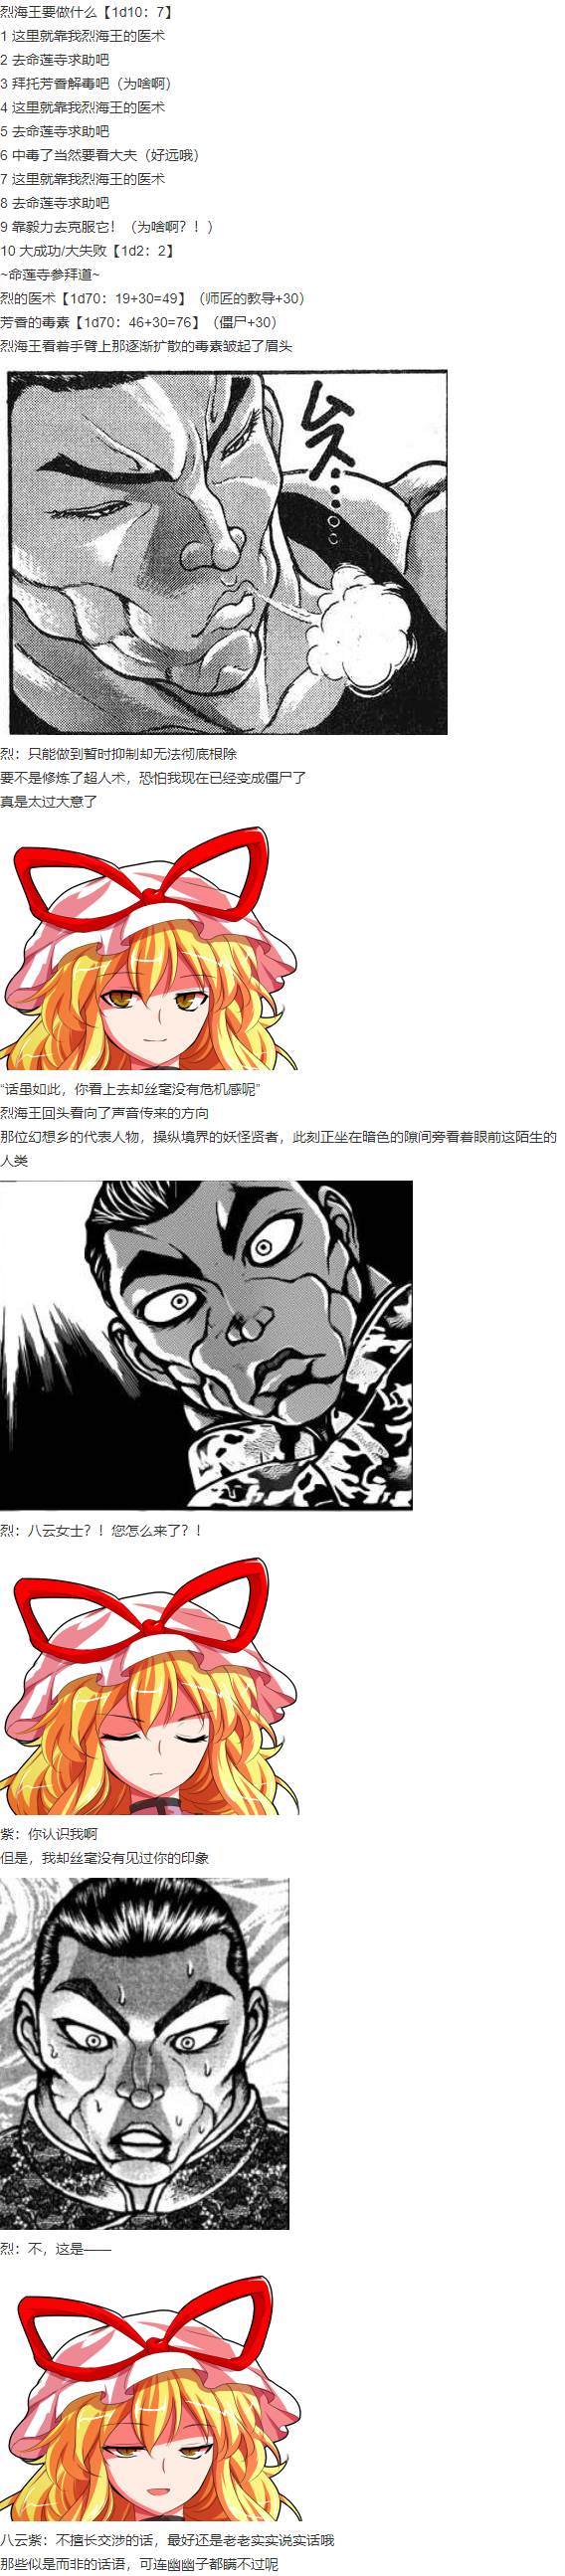 烈海王要做什么【1d10：7】
1 这里就靠我烈海王的医术
2 去命莲寺求助吧
3 拜托芳香解毒吧（为啥啊）
4 这里就靠我烈海王的医术
5 去命莲寺求助吧
6 中毒了当然要看大夫（好远哦）
7 这里就靠我烈海王的医术
8 去命莲寺求助吧
9 靠毅力去克服它！（为啥啊？！）
10 大成功/大失败【1d2：2】
~命莲寺参拜道~
烈的医术【1d70：19+30=49】（师匠的教导+30）
芳香的毒素【1d70：46+30=76】（僵尸+30）
烈海王看着手臂上那逐渐扩散的毒素皱起了眉头
烈：只能做到暂时抑制却无法彻底根除
要不是修炼了超人术，恐怕我现在已经变成僵尸了
真是太过大意了
“话虽如此，你看上去却丝毫没有危机感呢”
烈海王回头看向了声音传来的方向
那位幻想乡的代表人物，操纵境界的妖怪贤者，此刻正坐在暗色的隙间旁看着眼前这陌生的
人类
烈：八云女士？！您怎么来了？！
紫：你认识我啊
但是，我却丝毫没有见过你的印象
烈：不，这是——
八云紫：不擅长交涉的话，最好还是老老实实说实话哦
那些似是而非的话语，可连幽幽子都瞒不过呢